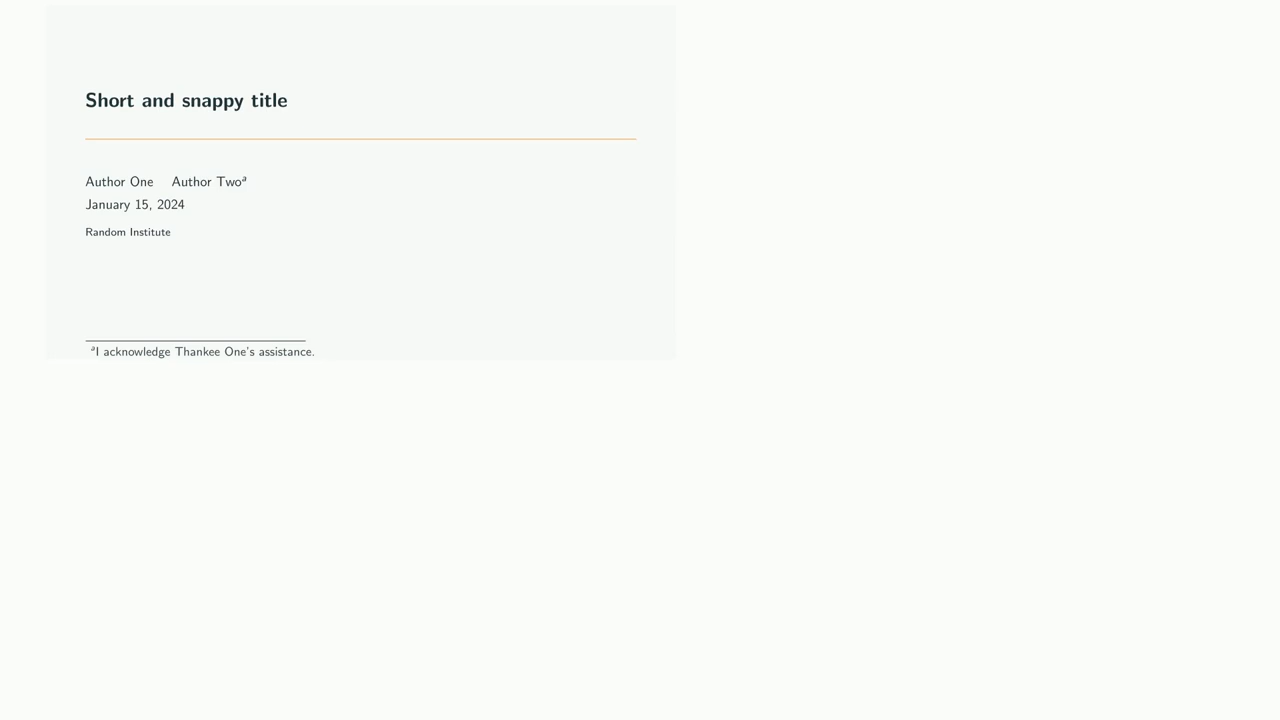 Short and snappy title
Author One Author Twoᵃ
January 15, 2024
Random Institute
ᵃI acknowledge Thankee One's assistance.